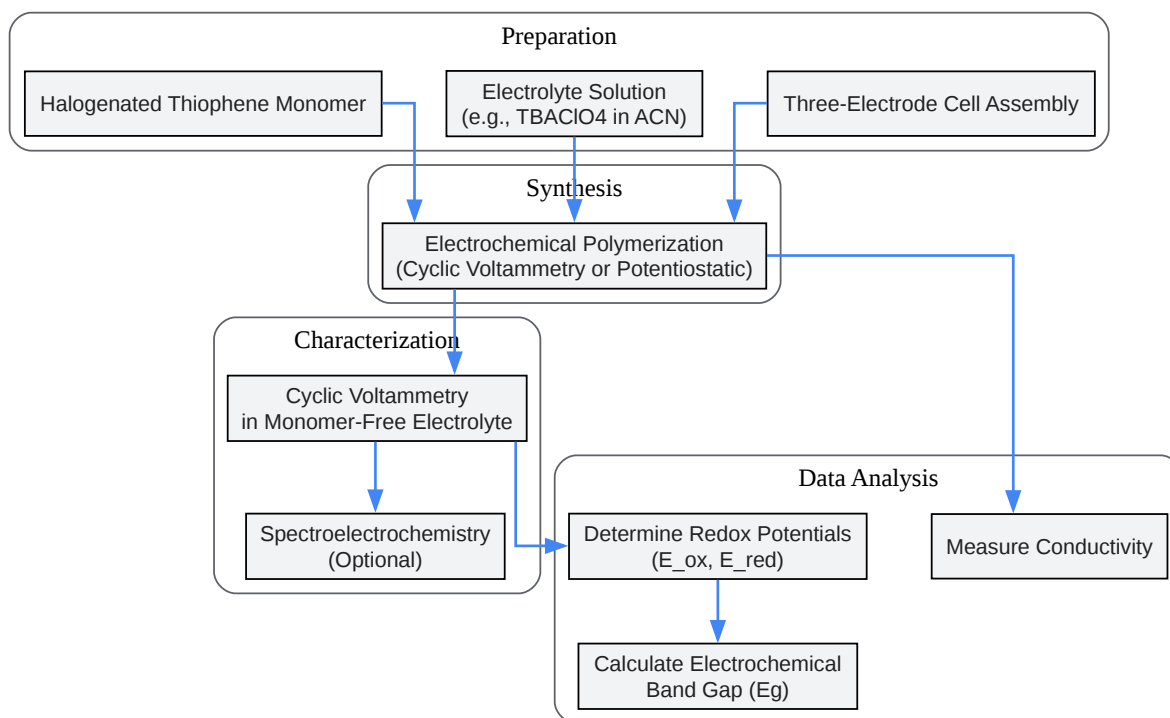 Preparation
Halogenated Thiophene Monomer
Electrolyte Solution
(e.g., TBAClO4 in ACN)
Three-Electrode Cell Assembly
Synthesis
Electrochemical Polymerization
(Cyclic Voltammetry or Potentiostatic)
Characterization
Cyclic Voltammetry
in Monomer-Free Electrolyte
Spectroelectrochemistry
(Optional)
Data Analysis
Determine Redox Potentials
(E_ox, E_red)
Measure Conductivity
Calculate Electrochemical
Band Gap (Eg)